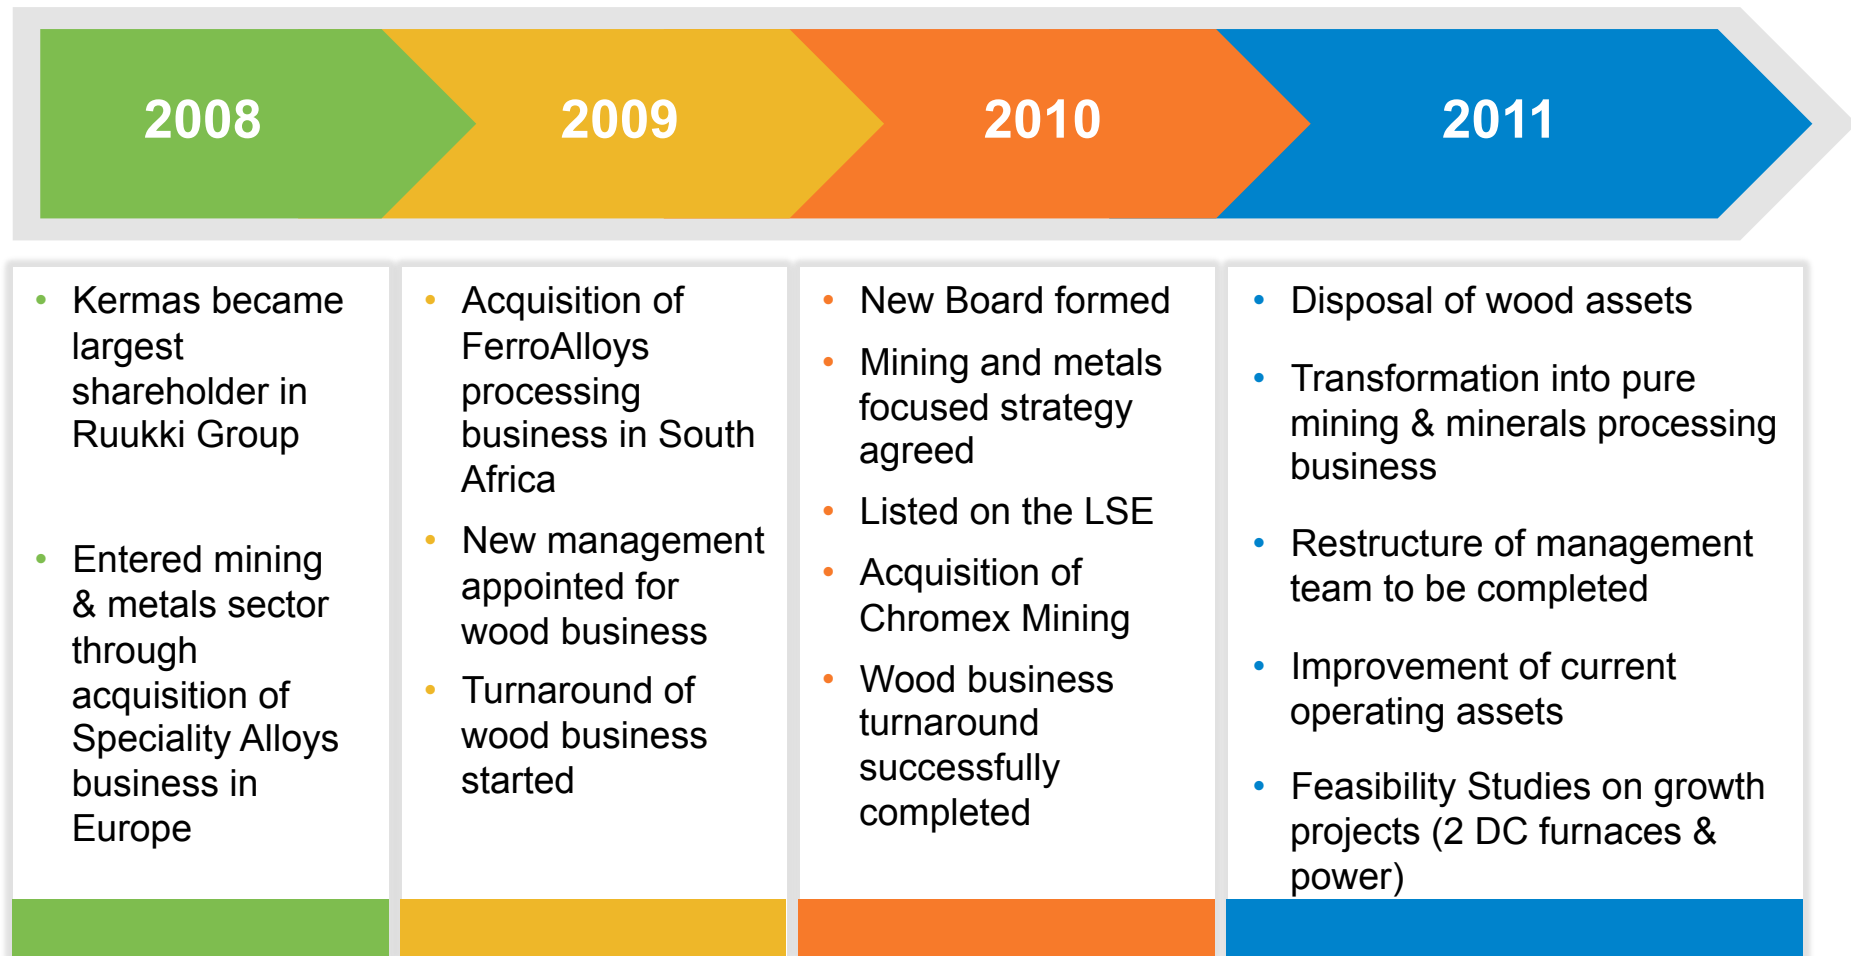 2008
2009
2010
2011
• Kermas became
largest
shareholder in
Ruukki Group
• Entered mining
& metals sector
through
acquisition of
Speciality Alloys
business in
Europe
• Acquisition of
FerroAlloys
processing
business in South
Africa
• New management
appointed for
wood business
• Turnaround of
wood business
started
• New Board formed
• Mining and metals
focused strategy
agreed
• Listed on the LSE
• Acquisition of
Chromex Mining
• Wood business
turnaround
successfully
completed
• Disposal of wood assets
• Transformation into pure
mining & minerals processing
business
• Restructure of management
team to be completed
• Improvement of current
operating assets
• Feasibility Studies on growth
projects (2 DC furnaces &
power)